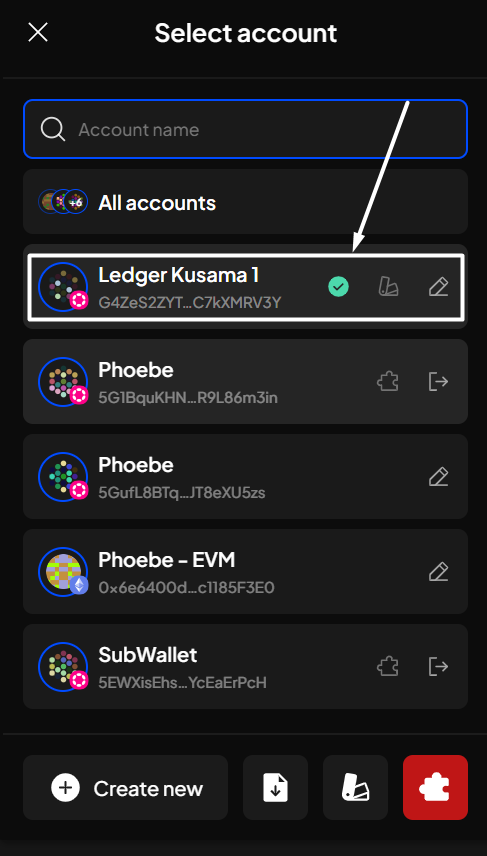 Select account
Account name
+6
All accounts
Ledger Kusama 1
G4ZeS2ZYT...C7kXMRV3Y
Phoebe
5G1BquKHN...R9L86m3in
Phoebe
5GufL8BTq...JT8eXU5zs
Phoebe - EVM
0x6e6400d...c1185F3E0
SubWallet
5EWXisEhs...YcEaErPcH
Create new